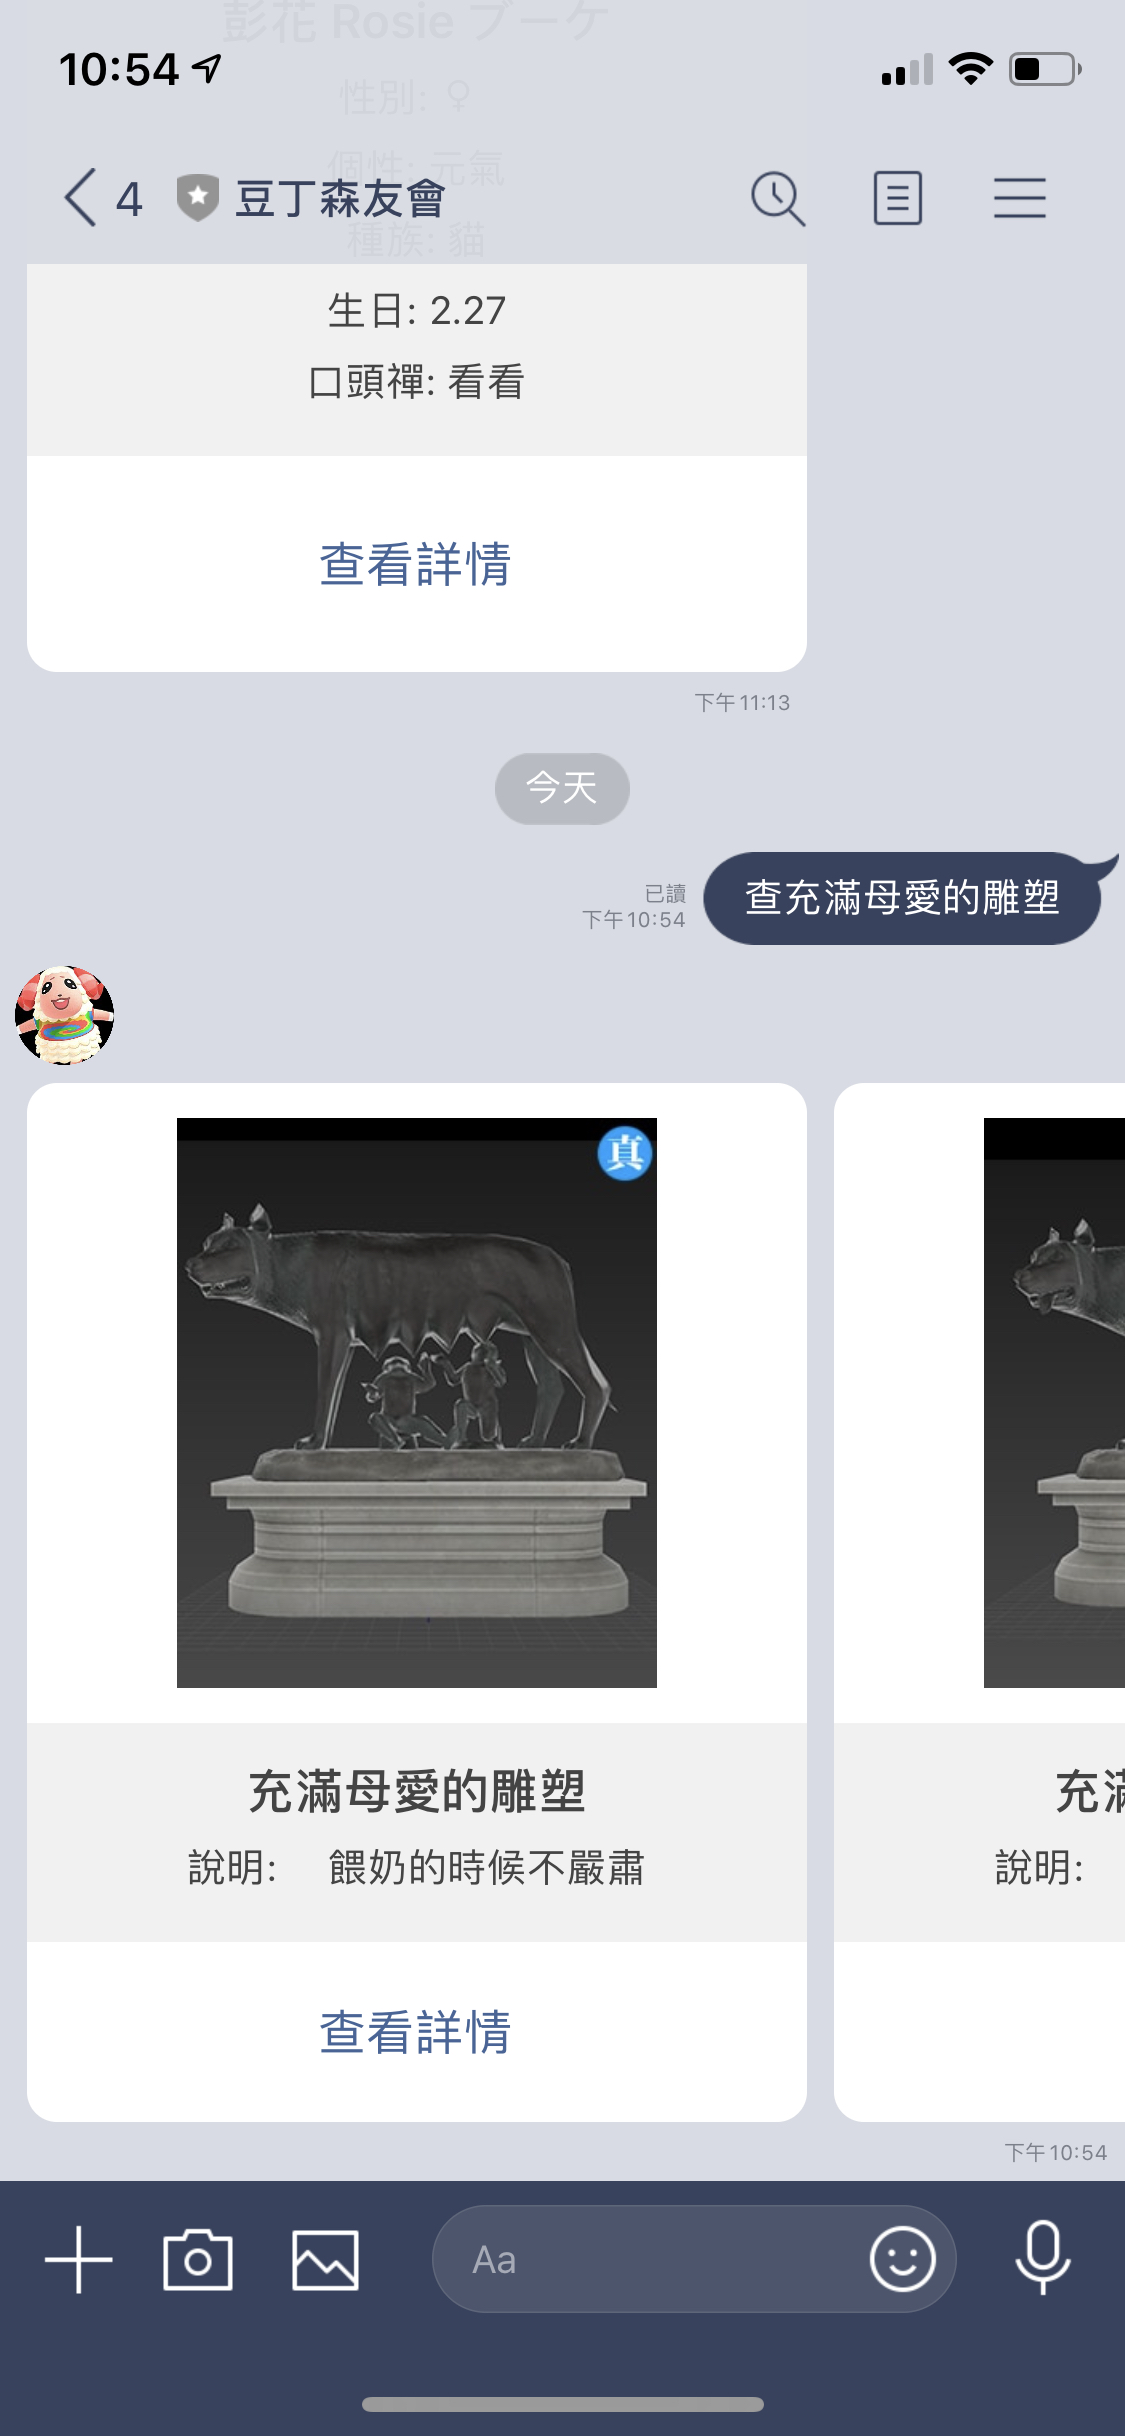 彭花 Rosie ブーケ
10:54
性別: ♀
個性: 元氣
4 豆丁森友會
種族: 貓
生日: 2.27
口頭禪: 看看
查看詳情
下午 11:13
今天
查充滿母愛的雕塑
已讀
下午 10:54
真
充滿母愛的雕塑
說明: 餵奶的時候不嚴肅
查看詳情
充滿
說明:
下午 10:54
Aa